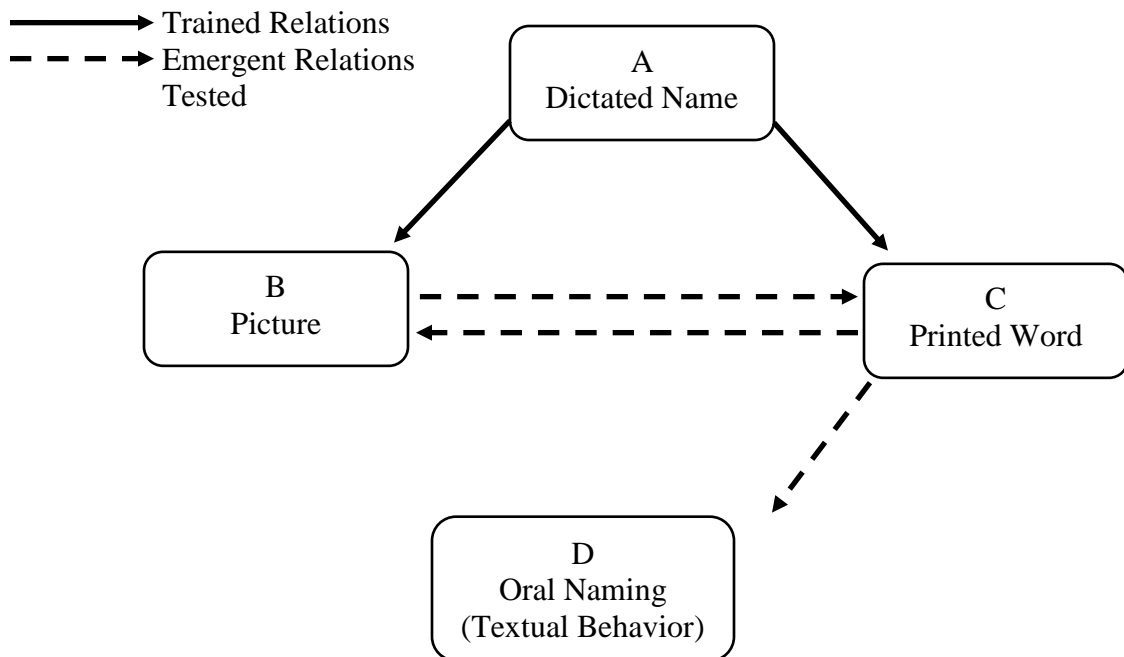 Trained Relations
Emergent Relations
Tested
A
Dictated Name
B
Picture
C
Printed Word
D
Oral Naming
(Textual Behavior)